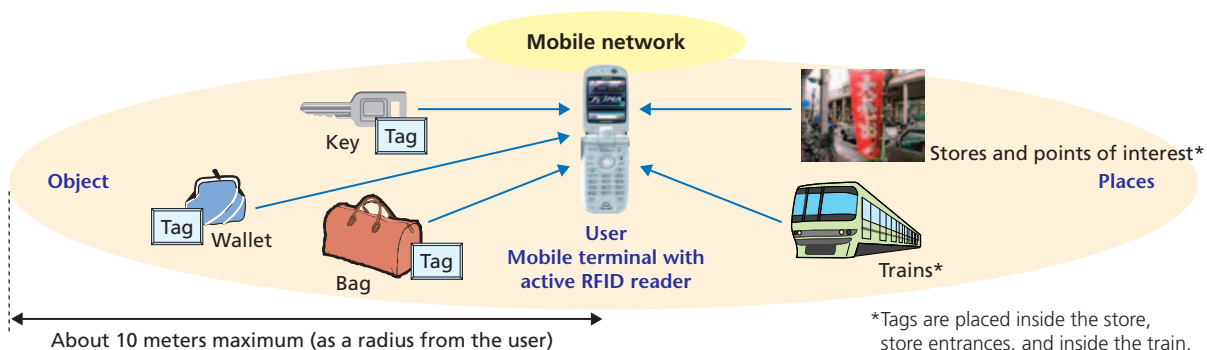 Mobile network
Key
Tag
Stores and points of interest*
Object
Places
Tag
Wallet
Tag
Bag
User
Mobile terminal with
active RFID reader
Trains*
About 10 meters maximum (as a radius from the user)
*Tags are placed inside the store,
store entrances, and inside the train.